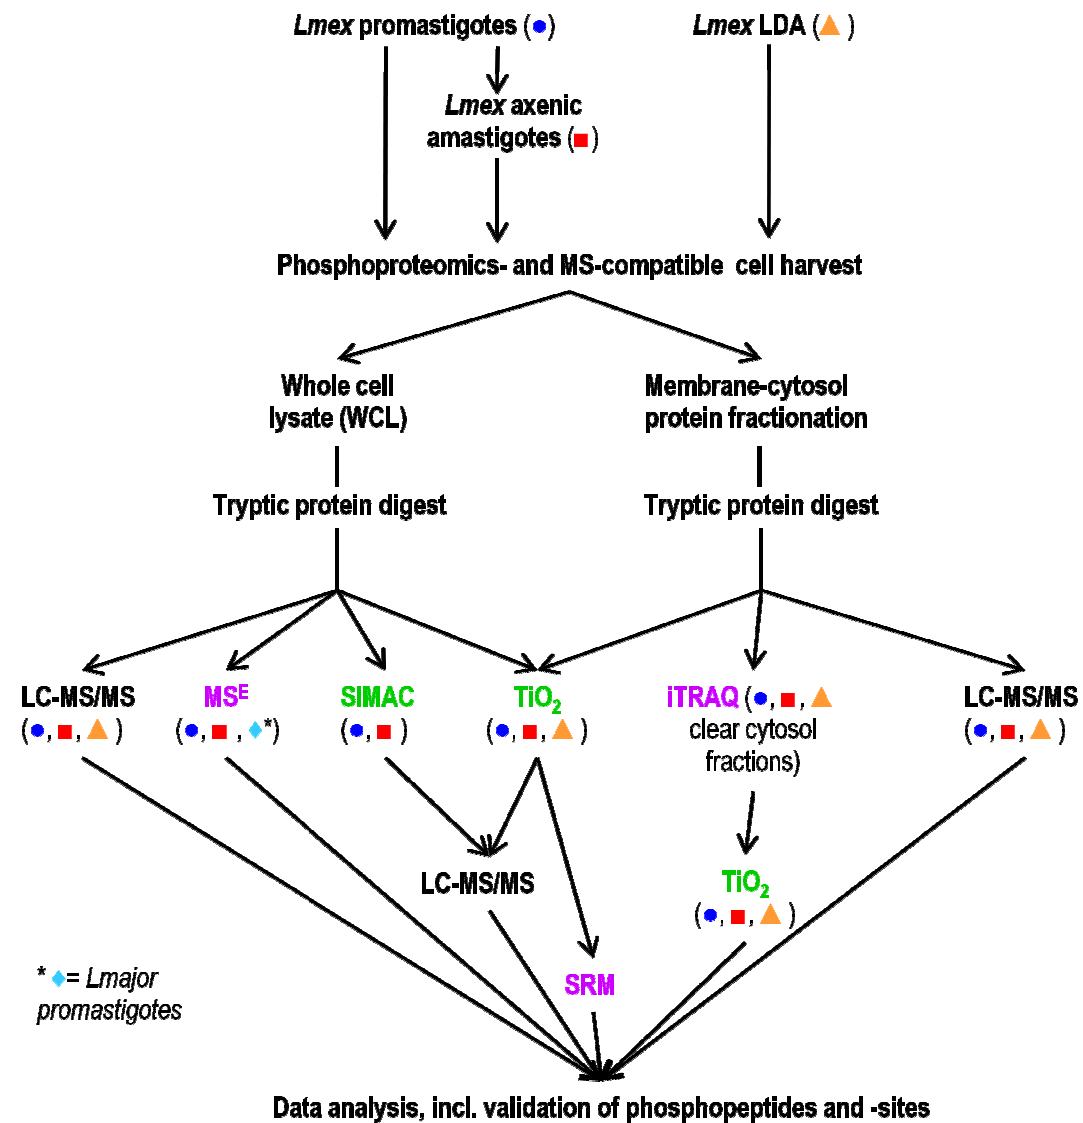 Lmex promastigotes (●)
Lmex LDA (▲ )
Lmex axenic
amastigotes (■)
Phosphoproteomics- and MS-compatible cell harvest
Whole cell
lysate (WCL)
Membrane-cytosol
protein fractionation
Tryptic protein digest
Tryptic protein digest
LC-MS/MS
(●, ■, ▲)
MSᴱ
(●, ■, ♦*)
SIMAC
(●, ■)
TiO₂
(●, ■, ▲)
iTRAQ (●, ■, ▲
clear cytosol
fractions)
LC-MS/MS
(●, ■, ▲)
LC-MS/MS
TiO₂
(●, ■, ▲)
SRM
* ♦= Lmajor
promastigotes
Data analysis, incl. validation of phosphopeptides and -sites